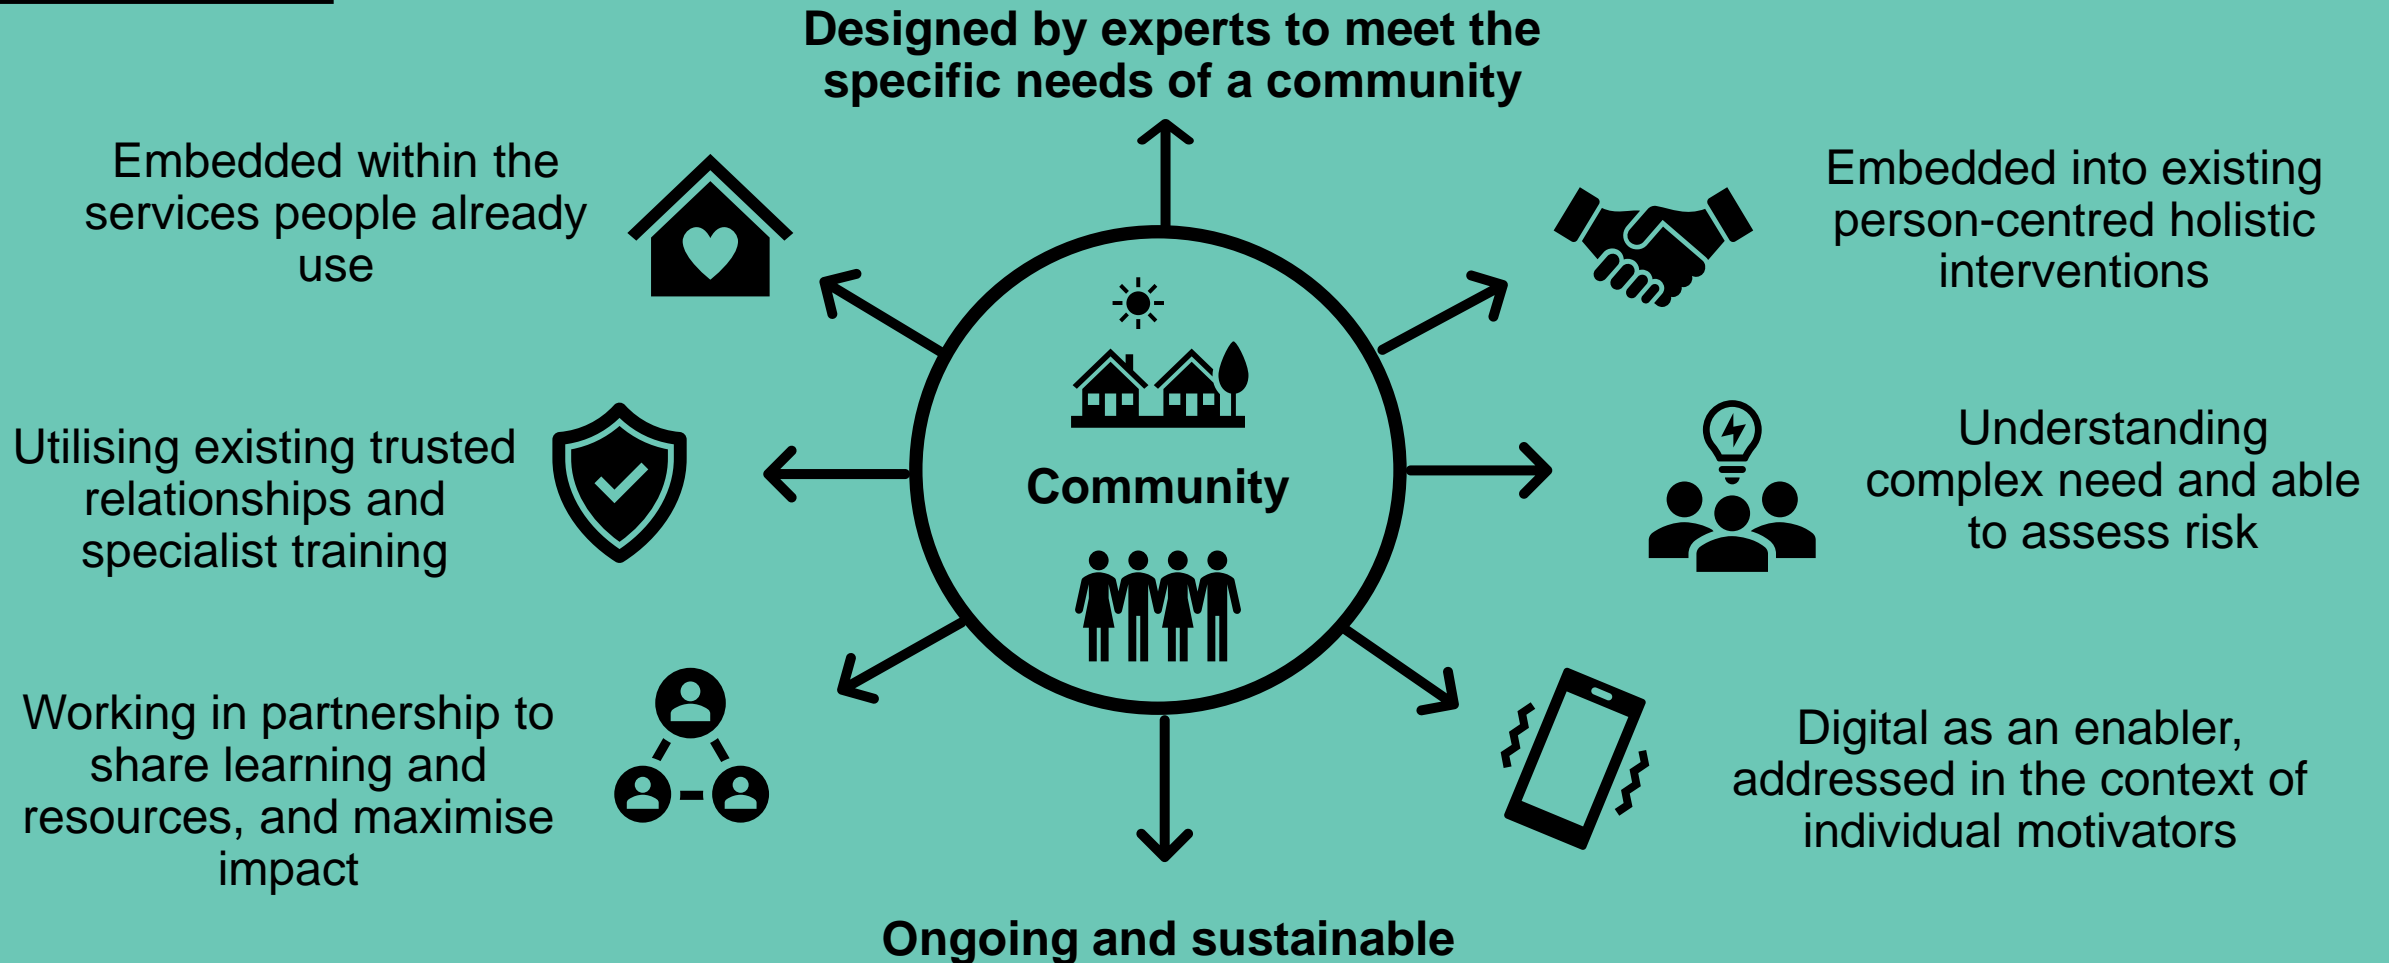 Designed by experts to meet the
specific needs of a community
Embedded within the
services people already
use
Embedded into existing
person-centred holistic
interventions
Utilising existing trusted
relationships and
specialist training
Community
Understanding
complex need and able
to assess risk
Working in partnership to
share learning and
resources, and maximise
impact
Digital as an enabler,
addressed in the context of
individual motivators
Ongoing and sustainable